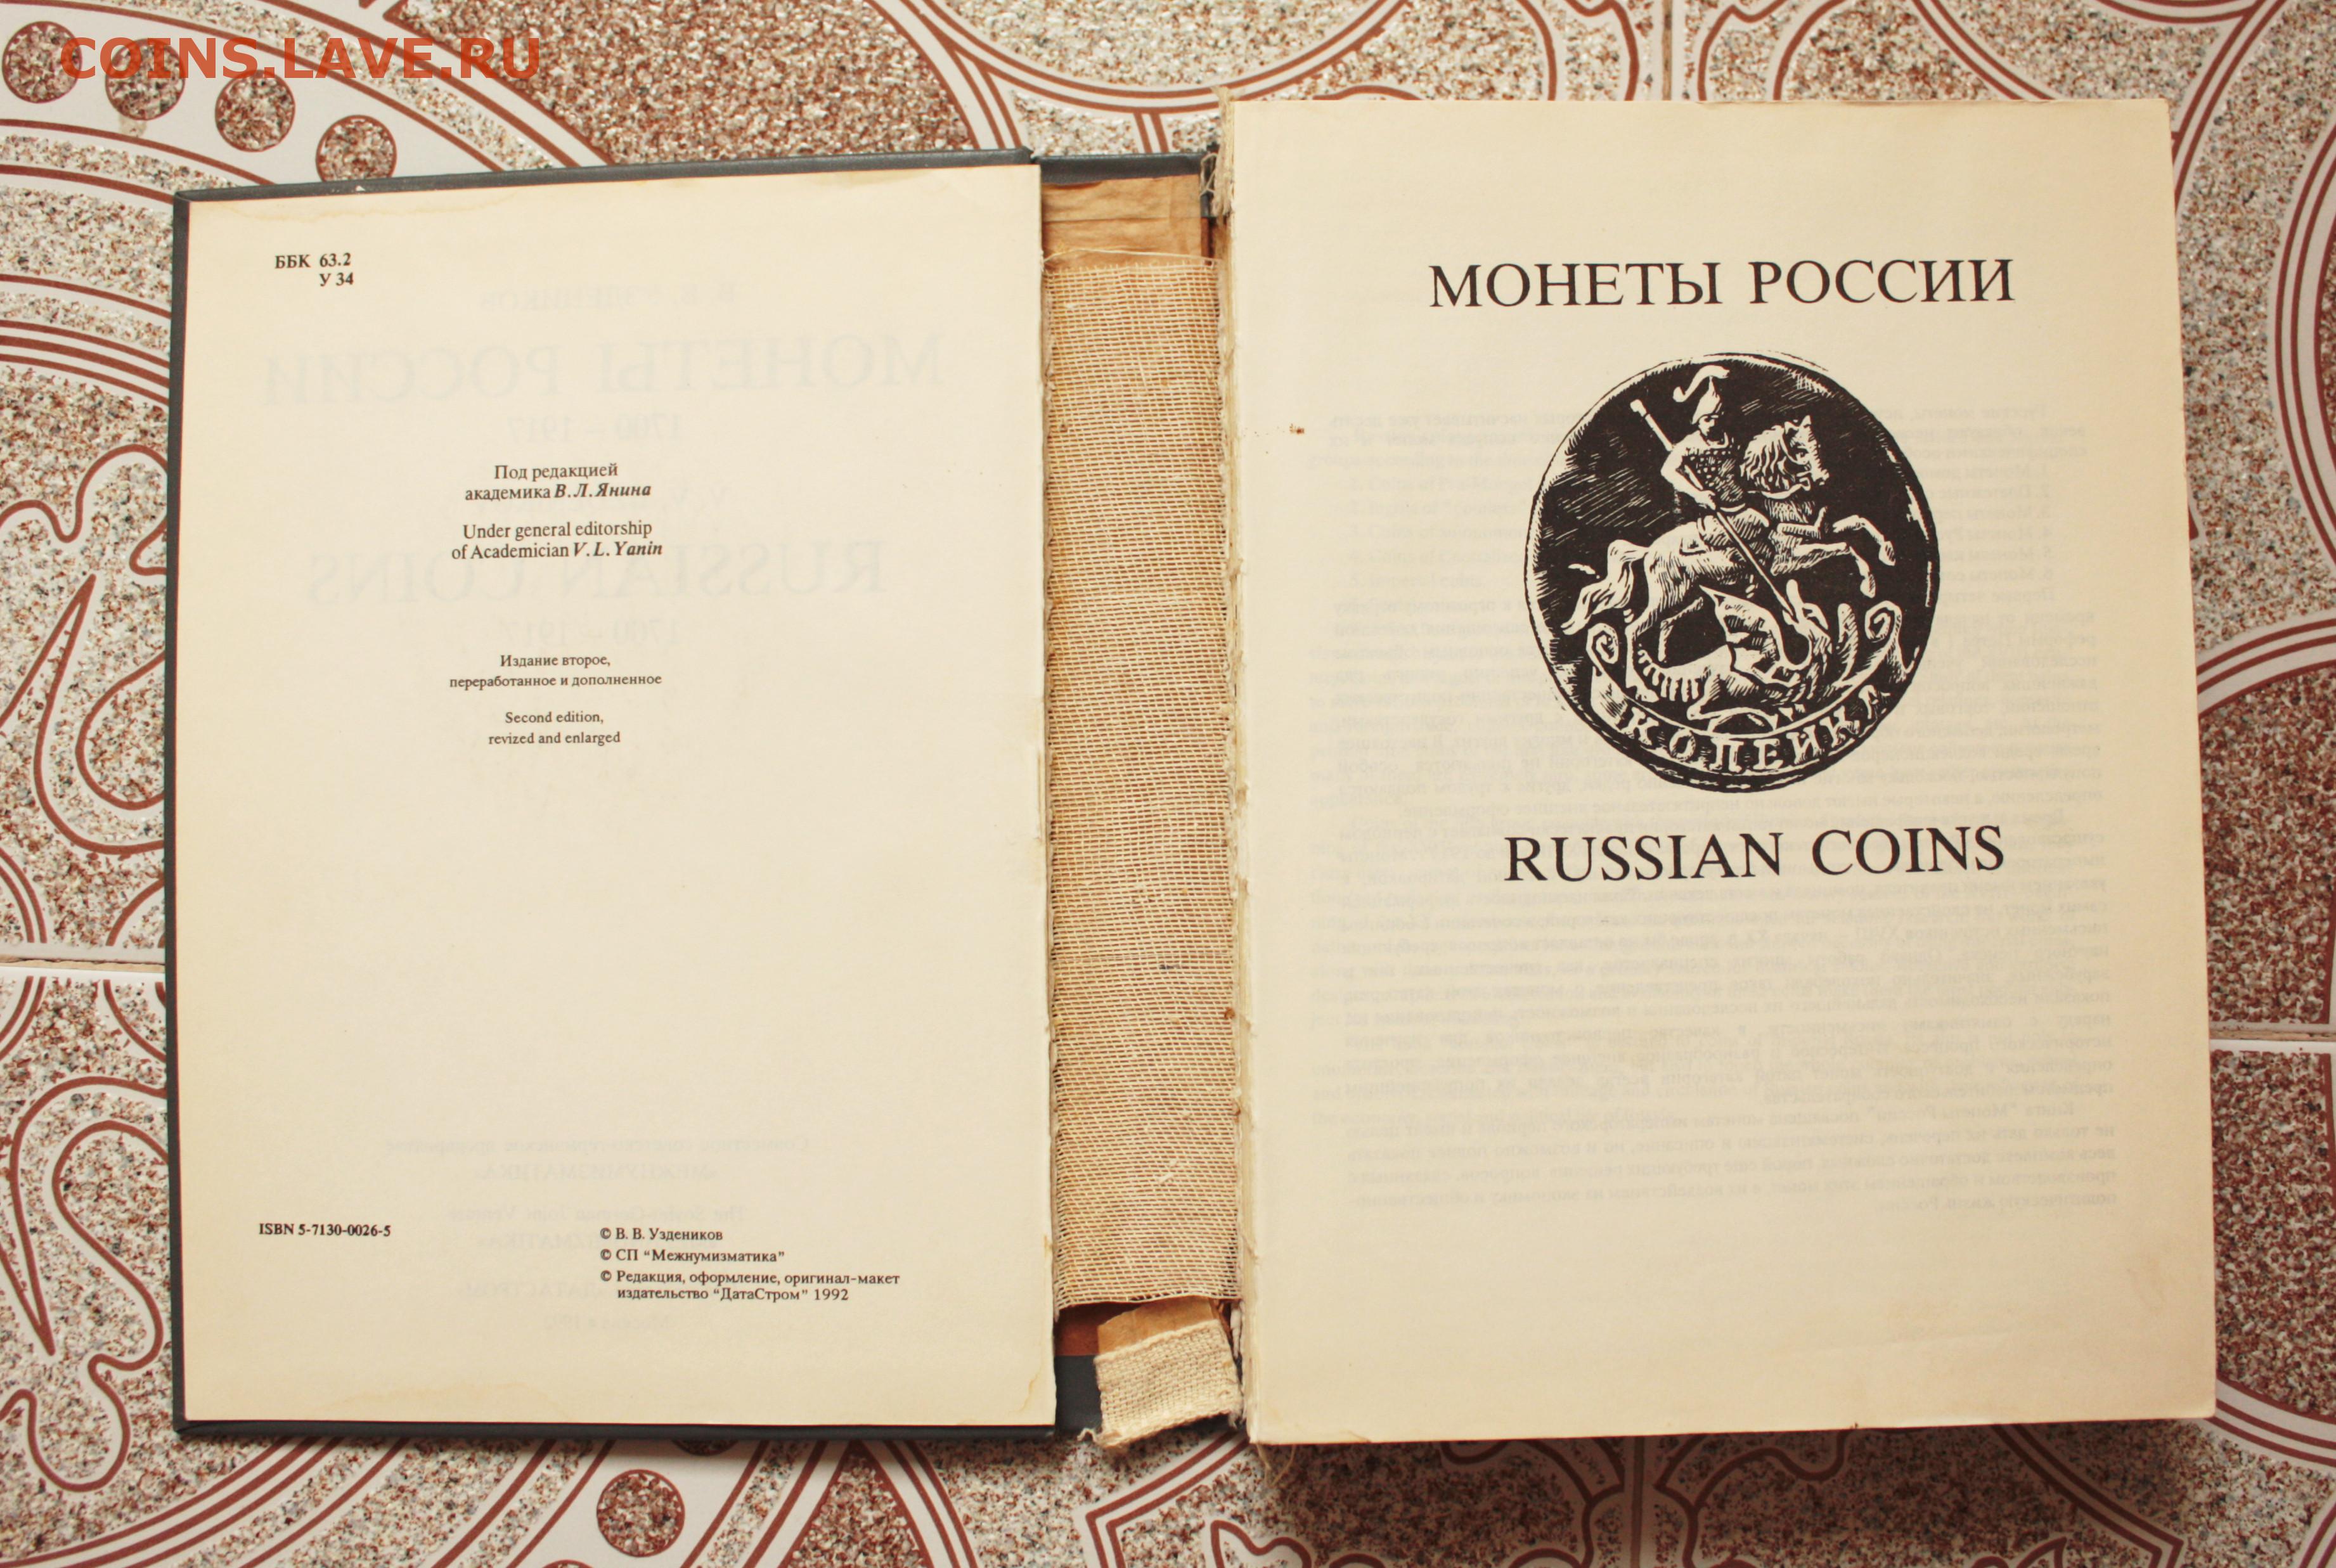 COINS.LAVE.RU
ББК 63.2
У 34
Под редакцией
академика В. Л. Янина
Under general editorship
of Academician V. L. Yanin
Издание второе,
переработанное и дополненное
Second edition,
revized and enlarged
ISBN 5-7130-0026-5
© В. В. Уздеников
© СП "Межнумизматика"
© Редакция, оформление, оригинал-макет
издательство "ДатаСтром" 1992
МОНЕТЫ РОССИИ
КОПЕЙКА
RUSSIAN COINS